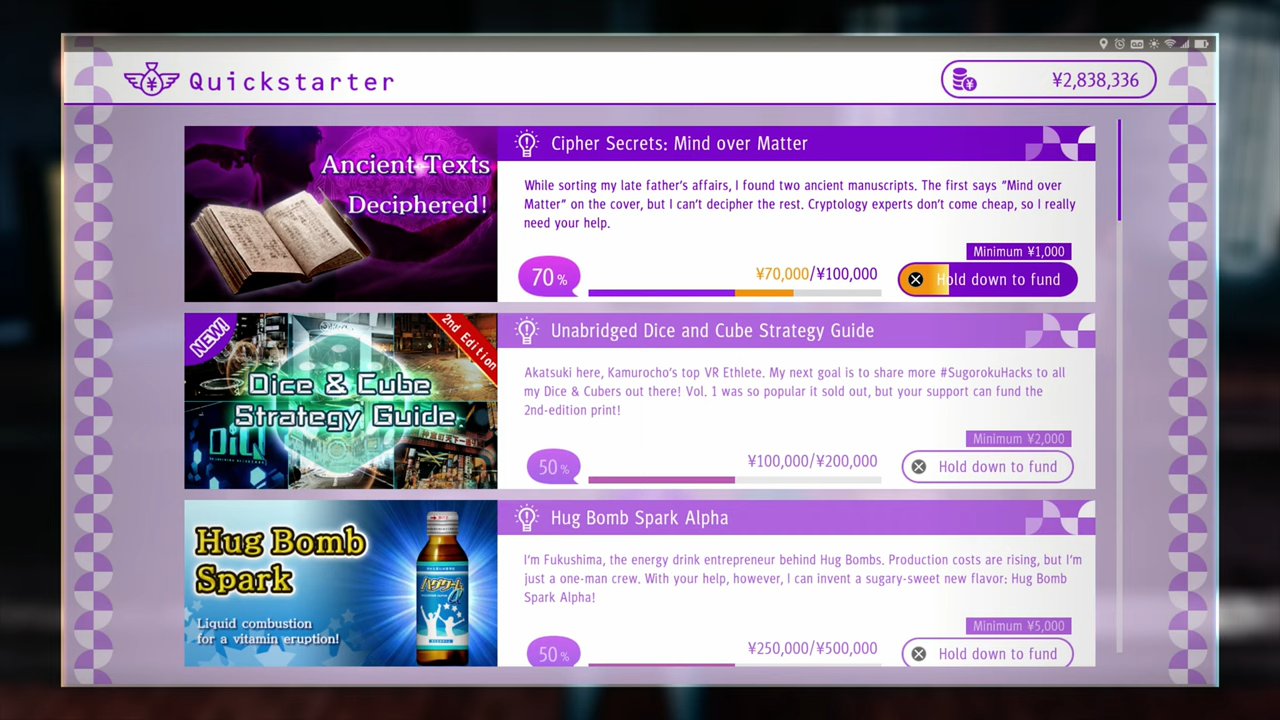 Quickstarter
¥2,838,336
Ancient Texts
Deciphered!
Cipher Secrets: Mind over Matter
While sorting my late father's affairs, I found two ancient manuscripts. The first says "Mind over
Matter" on the cover, but I can't decipher the rest. Cryptology experts don't come cheap, so I really
need your help.
Minimum ¥1,000
70%
¥70,000/¥100,000
Hold down to fund
NEW!
2nd Edition
Dice & Cube
Strategy Guide
Unabridged Dice and Cube Strategy Guide
Akatsuki here, Kamurocho's top VR Ethlete. My next goal is to share more #SugorokuHacks to all
my Dice & Cubers out there! Vol. 1 was so popular it sold out, but your support can fund the
2nd-edition print!
Minimum ¥2,000
50%
¥100,000/¥200,000
Hold down to fund
Hug Bomb
Spark
Liquid combustion
for a vitamin eruption!
Hug Bomb Spark Alpha
I'm Fukushima, the energy drink entrepreneur behind Hug Bombs. Production costs are rising, but I'm
just a one-man crew. With your help, however, I can invent a sugary-sweet new flavor: Hug Bomb
Spark Alpha!
Minimum ¥5,000
50%
¥250,000/¥500,000
Hold down to fund